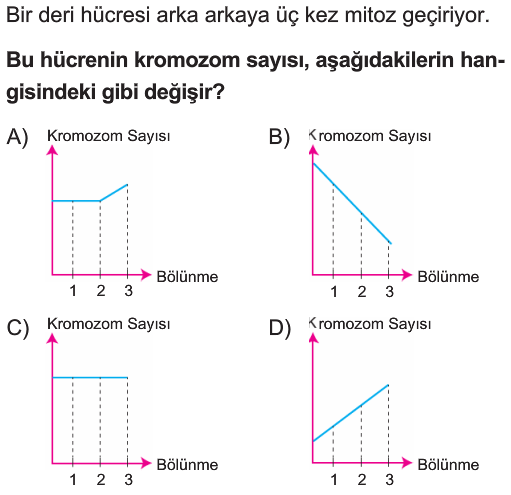 Bir deri hücresi arka arkaya üç kez mitoz geçiriyor.
Bu hücrenin kromozom sayısı, aşağıdakilerin han-
gisindeki gibi değişir?
A) Kromozom Sayısı
Bölünme
1 2 3
B) Kromozom Sayısı
Bölünme
1 2 3
C) Kromozom Sayısı
Bölünme
1 2 3
D) Kromozom Sayısı
Bölünme
1 2 3